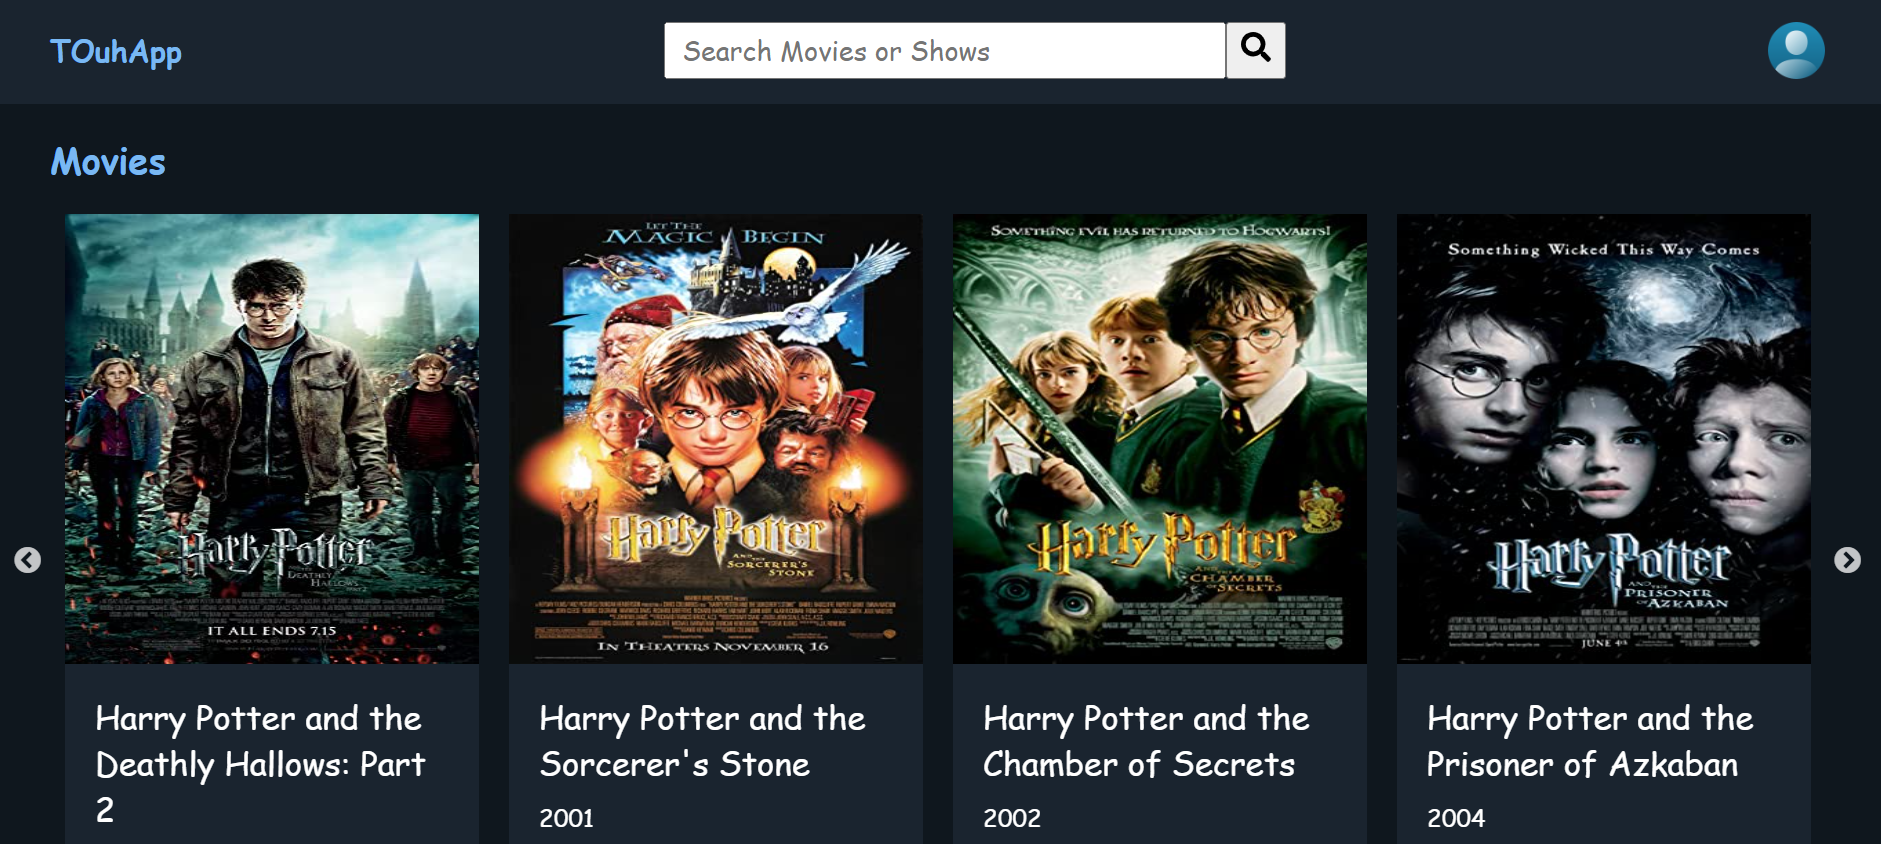 TOuhApp
Search Movies or Shows
Movies
Harry Potter
AND THE
DEATHLY
HALLOWS
IT ALL ENDS 7.15
Harry Potter and the
Deathly Hallows: Part
2
LET THE
MAGIC BEGIN
Harry Potter
AND THE
SORCERER'S
STONE
IN THEATERS NOVEMBER 16
Harry Potter and the
Sorcerer's Stone
2001
SOMETHING EVIL HAS RETURNED TO HOGWARTS!
Harry Potter
AND THE
CHAMBER
OF SECRETS
Harry Potter and the
Chamber of Secrets
2002
Something Wicked This Way Comes
Harry Potter
AND THE
PRISONER
OF AZKABAN
JUNE 4th
Harry Potter and the
Prisoner of Azkaban
2004